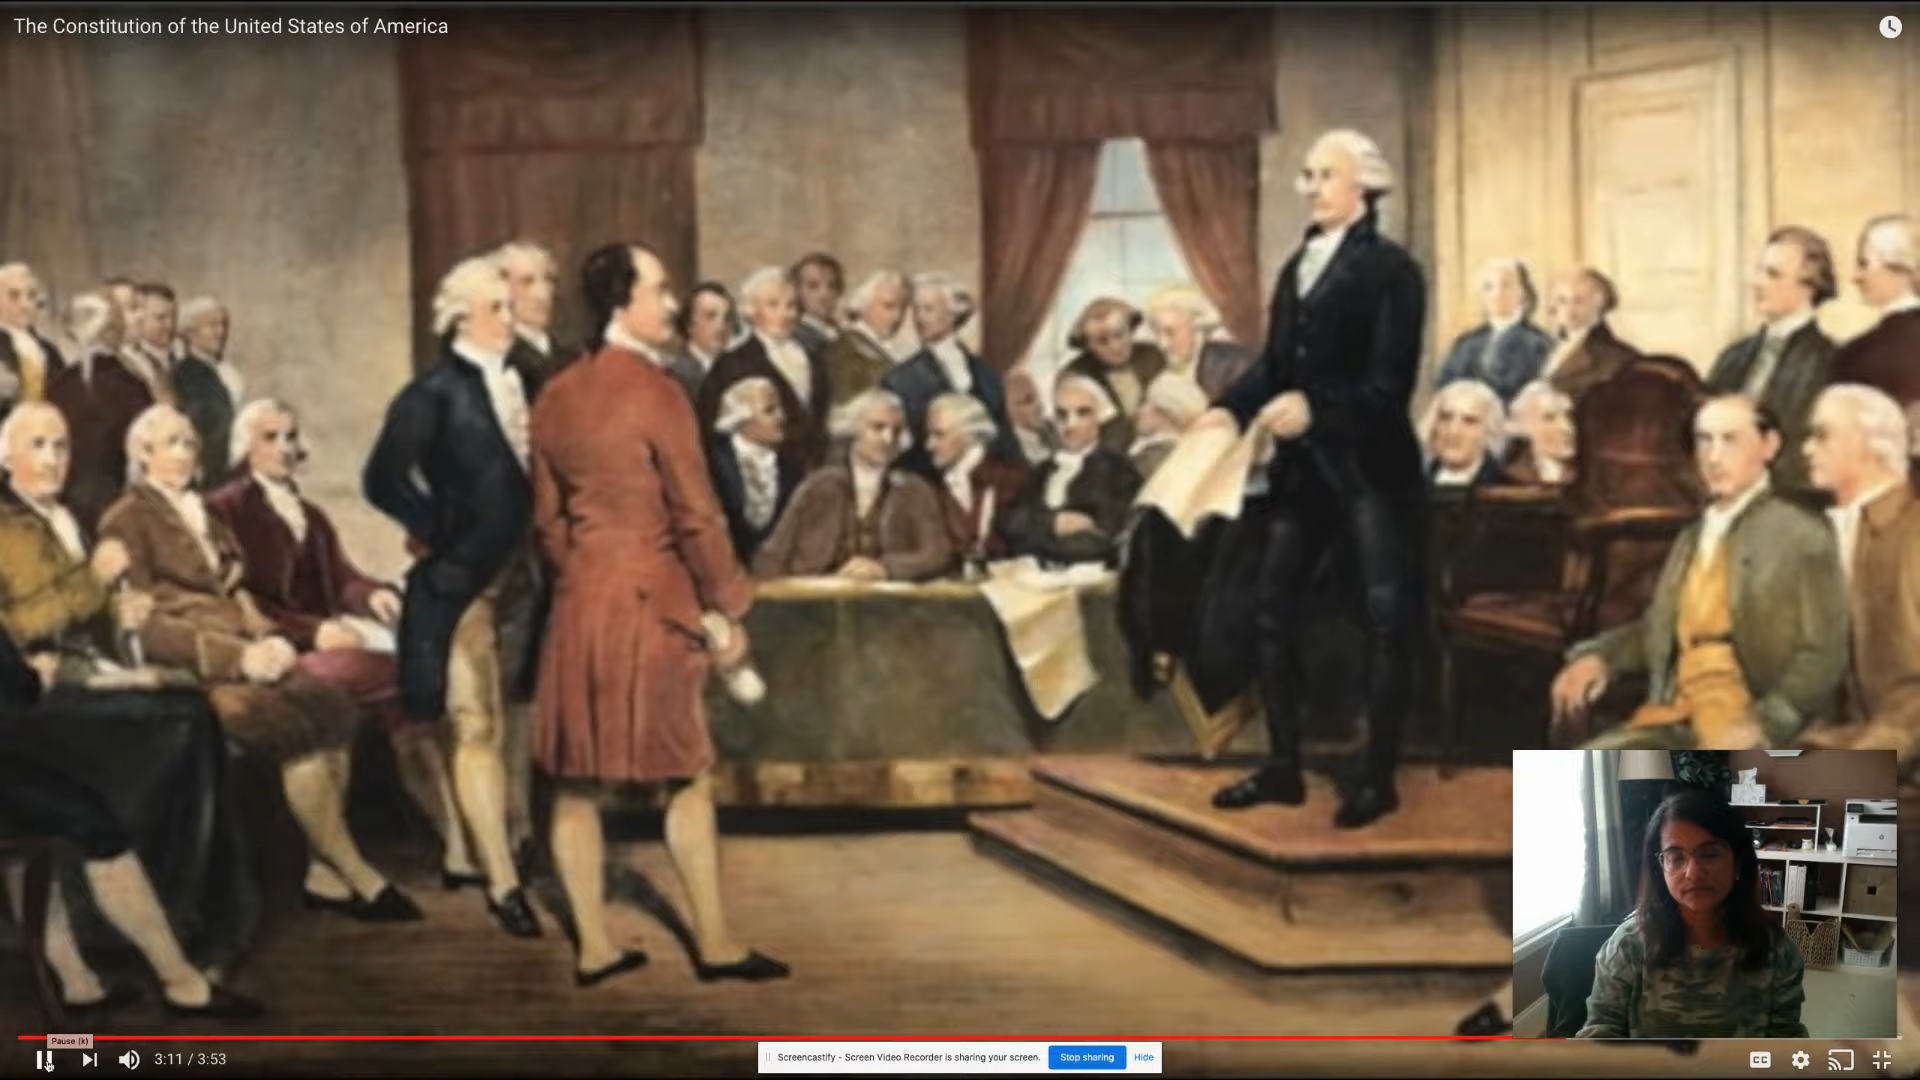 The Constitution of the United States of America
Pause (k)
3:11 / 3:53
Screencastify - Screen Video Recorder is sharing your screen.
Stop sharing
Hide
CC